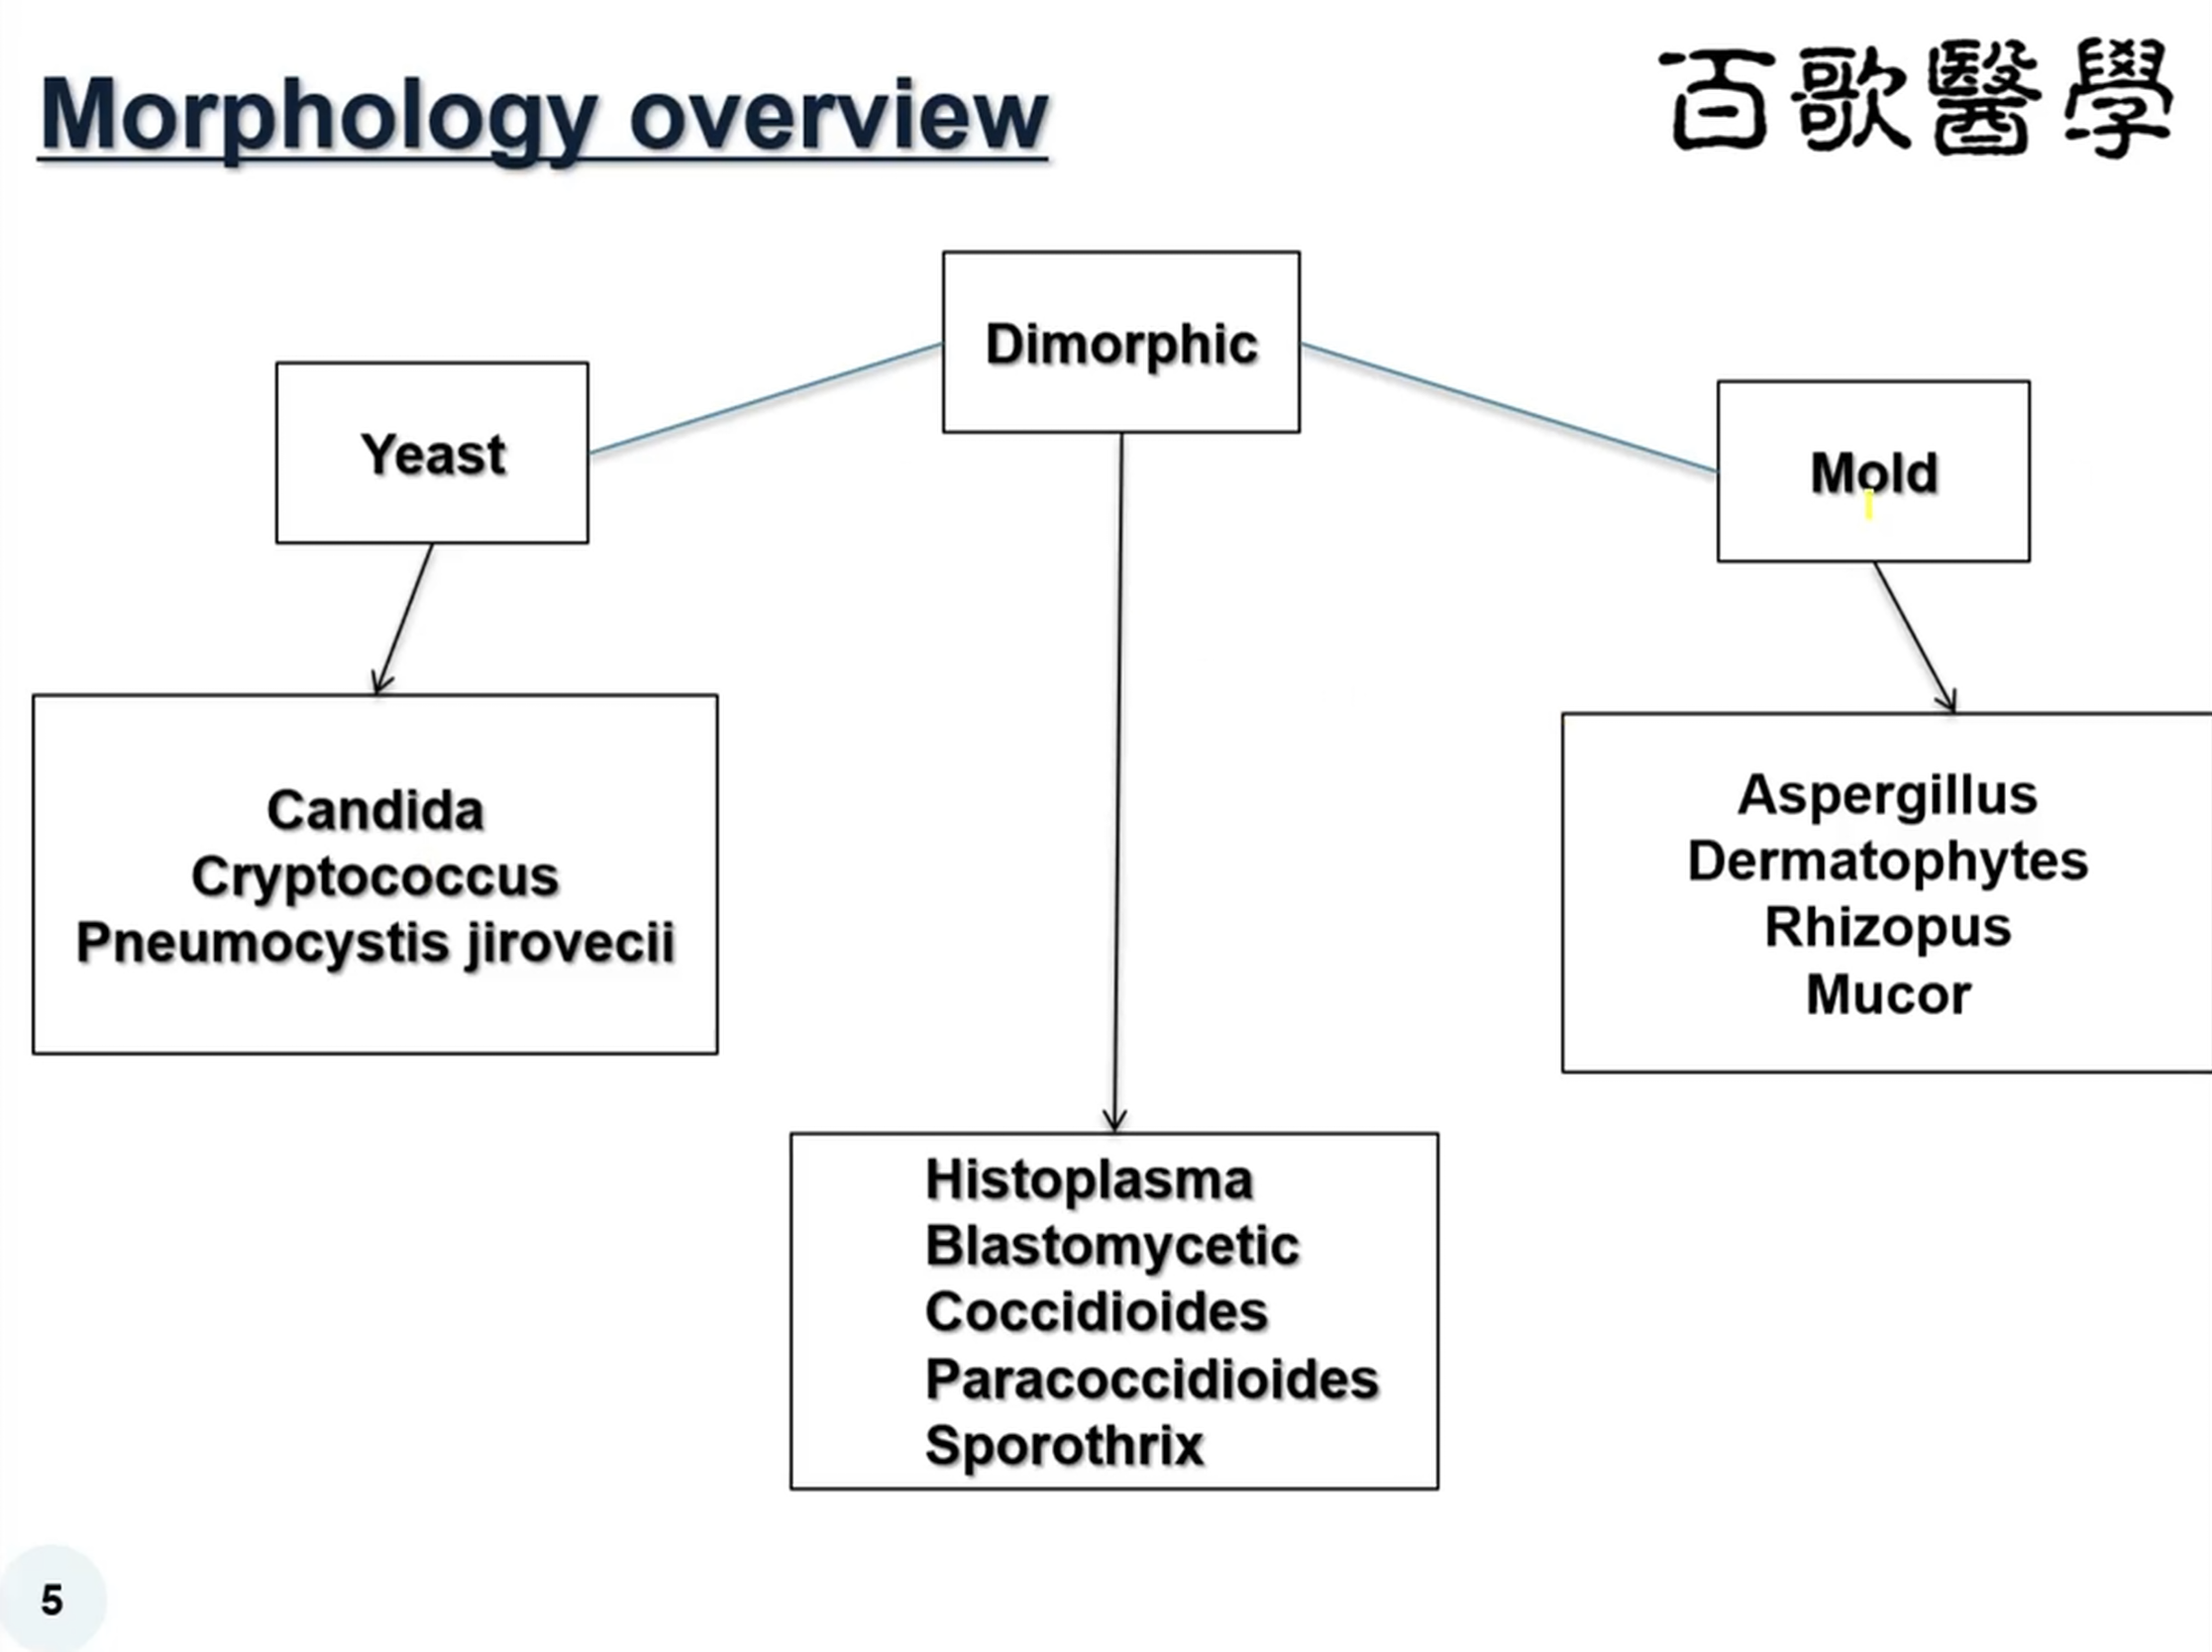 Morphology overview
百歌醫學
Dimorphic
Yeast
Mold
Candida
Cryptococcus
Pneumocystis jirovecii
Aspergillus
Dermatophytes
Rhizopus
Mucor
Histoplasma
Blastomycetic
Coccidioides
Paracoccidioides
Sporothrix
5